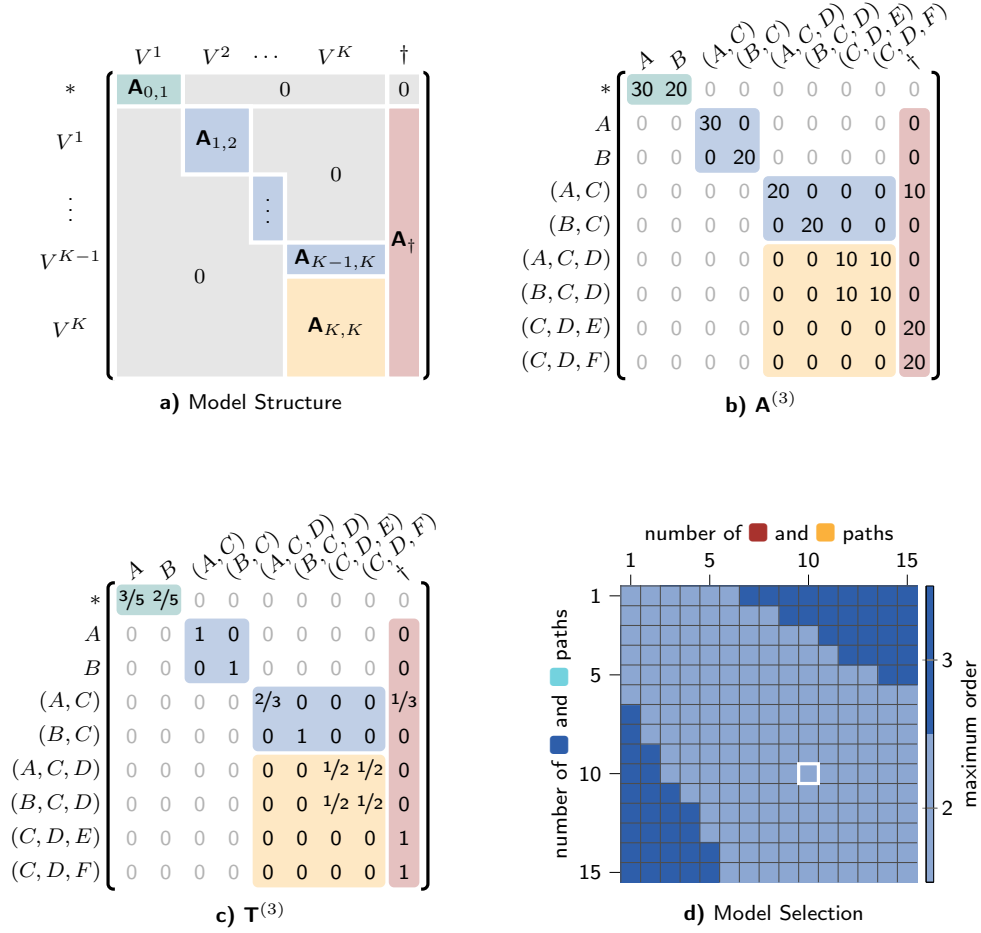 V^1 V^2 ⋯ V^K †
* A_{0,1} 0 0
V^1 A_{1,2}
0
⋮ ⋮
A_†
V^{K−1} A_{K−1,K}
0
V^K A_{K,K}
a) Model Structure
A B (A, C) (B, C) (A, C, D) (B, C, D) (C, D, E) (C, D, F) †
* 30 20 0 0 0 0 0 0 0
A 0 0 30 0 0 0 0 0 0
B 0 0 0 20 0 0 0 0 0
(A, C) 0 0 0 0 20 0 0 0 10
(B, C) 0 0 0 0 0 20 0 0 0
(A, C, D) 0 0 0 0 0 0 10 10 0
(B, C, D) 0 0 0 0 0 0 10 10 0
(C, D, E) 0 0 0 0 0 0 0 0 20
(C, D, F) 0 0 0 0 0 0 0 0 20
b) A^{(3)}
A B (A, C) (B, C) (A, C, D) (B, C, D) (C, D, E) (C, D, F) †
* 3/5 2/5 0 0 0 0 0 0 0
A 0 0 1 0 0 0 0 0 0
B 0 0 0 1 0 0 0 0 0
(A, C) 0 0 0 0 2/3 0 0 0 1/3
(B, C) 0 0 0 0 0 1 0 0 0
(A, C, D) 0 0 0 0 0 0 1/2 1/2 0
(B, C, D) 0 0 0 0 0 0 1/2 1/2 0
(C, D, E) 0 0 0 0 0 0 0 0 1
(C, D, F) 0 0 0 0 0 0 0 0 1
c) T^{(3)}
number of and paths
1 5 10 15
number of and paths
1
5
10
15
3
2
maximum order
d) Model Selection